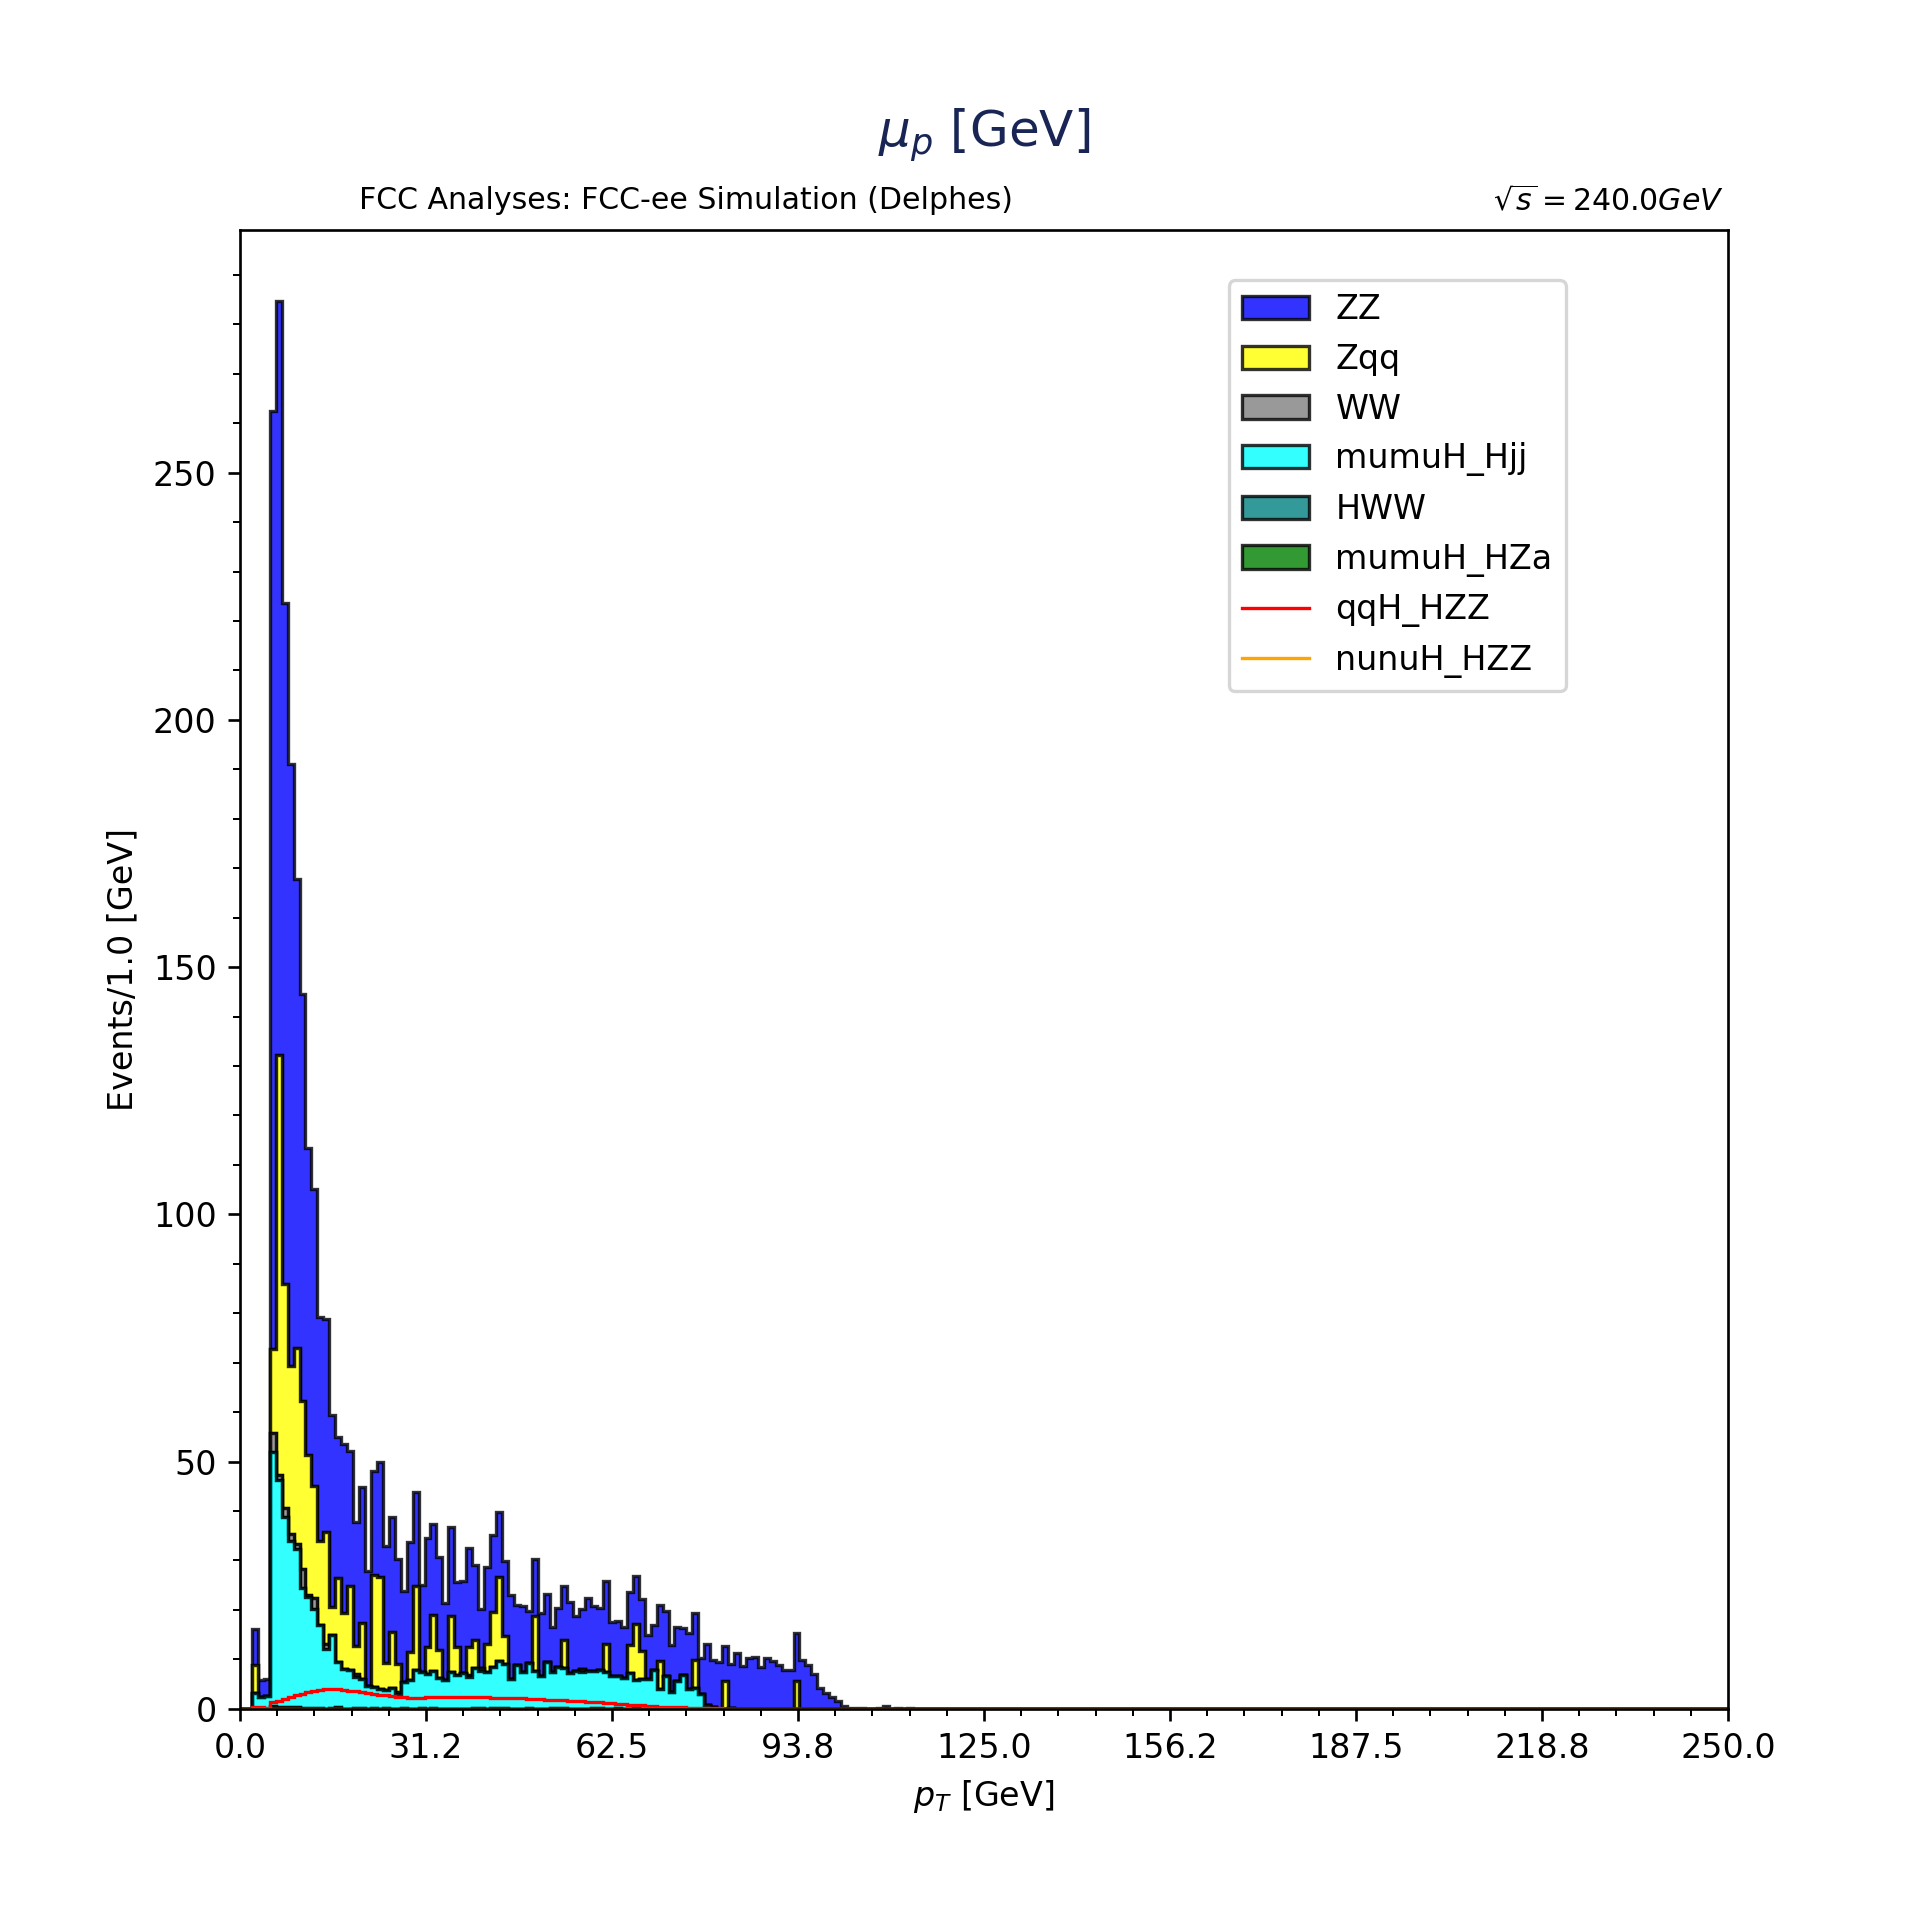 μ_p [GeV]
FCC Analyses: FCC-ee Simulation (Delphes)
√s = 240.0GeV
ZZ
Zqq
WW
mumuH_Hjj
HWW
mumuH_HZa
qqH_HZZ
nunuH_HZZ
Events/1.0 [GeV]
250
200
150
100
50
0
0.0 31.2 62.5 93.8 125.0 156.2 187.5 218.8 250.0
p_T [GeV]